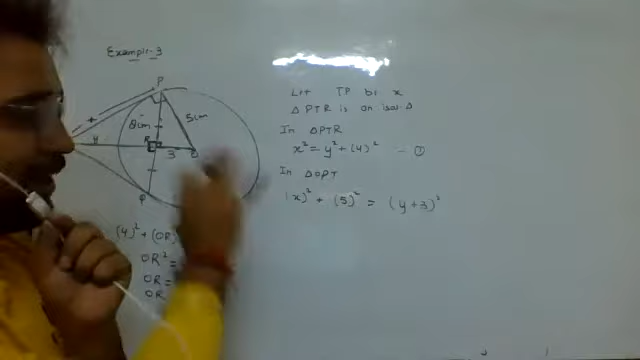 Example-3
P
x
8cm
5cm
y
R
3
O
Q
(4)² + (OR)
OR² =
OR =
OR
Let TP be x
Δ PTR is an isos. Δ
In ΔPTR
x² = y² + (4)² - ①
In ΔOPT
(x)² + (5)² = (y+3)²